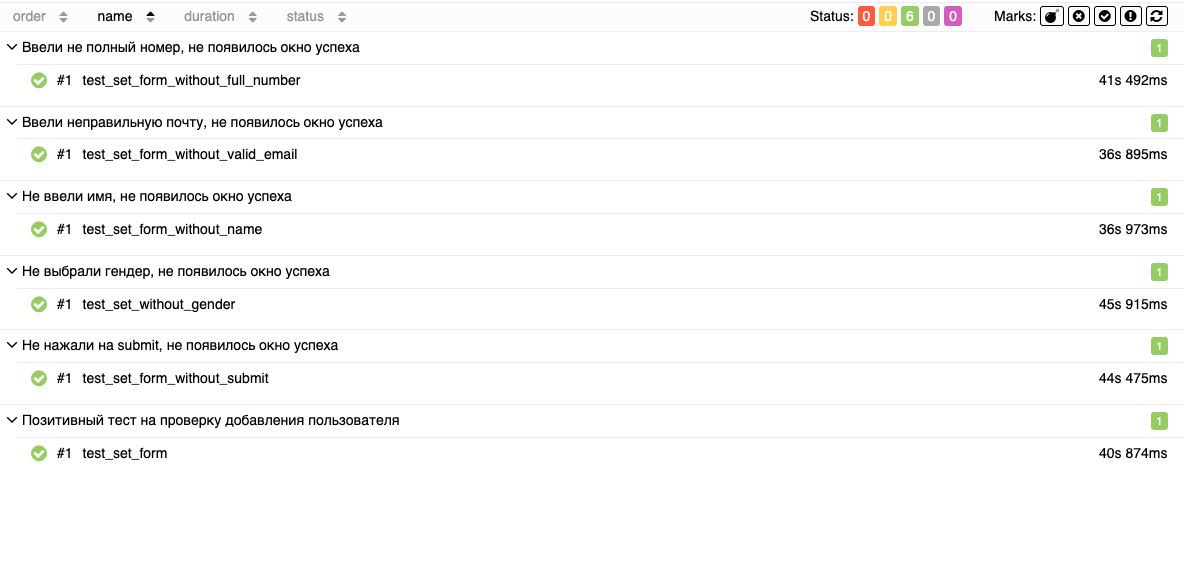 order name duration status Status: 0 0 6 0 0 Marks:
Ввели не полный номер, не появилось окно успеха 1
#1 test_set_form_without_full_number 41s 492ms
Ввели неправильную почту, не появилось окно успеха 1
#1 test_set_form_without_valid_email 36s 895ms
Не ввели имя, не появилось окно успеха 1
#1 test_set_form_without_name 36s 973ms
Не выбрали гендер, не появилось окно успеха 1
#1 test_set_without_gender 45s 915ms
Не нажали на submit, не появилось окно успеха 1
#1 test_set_form_without_submit 44s 475ms
Позитивный тест на проверку добавления пользователя 1
#1 test_set_form 40s 874ms